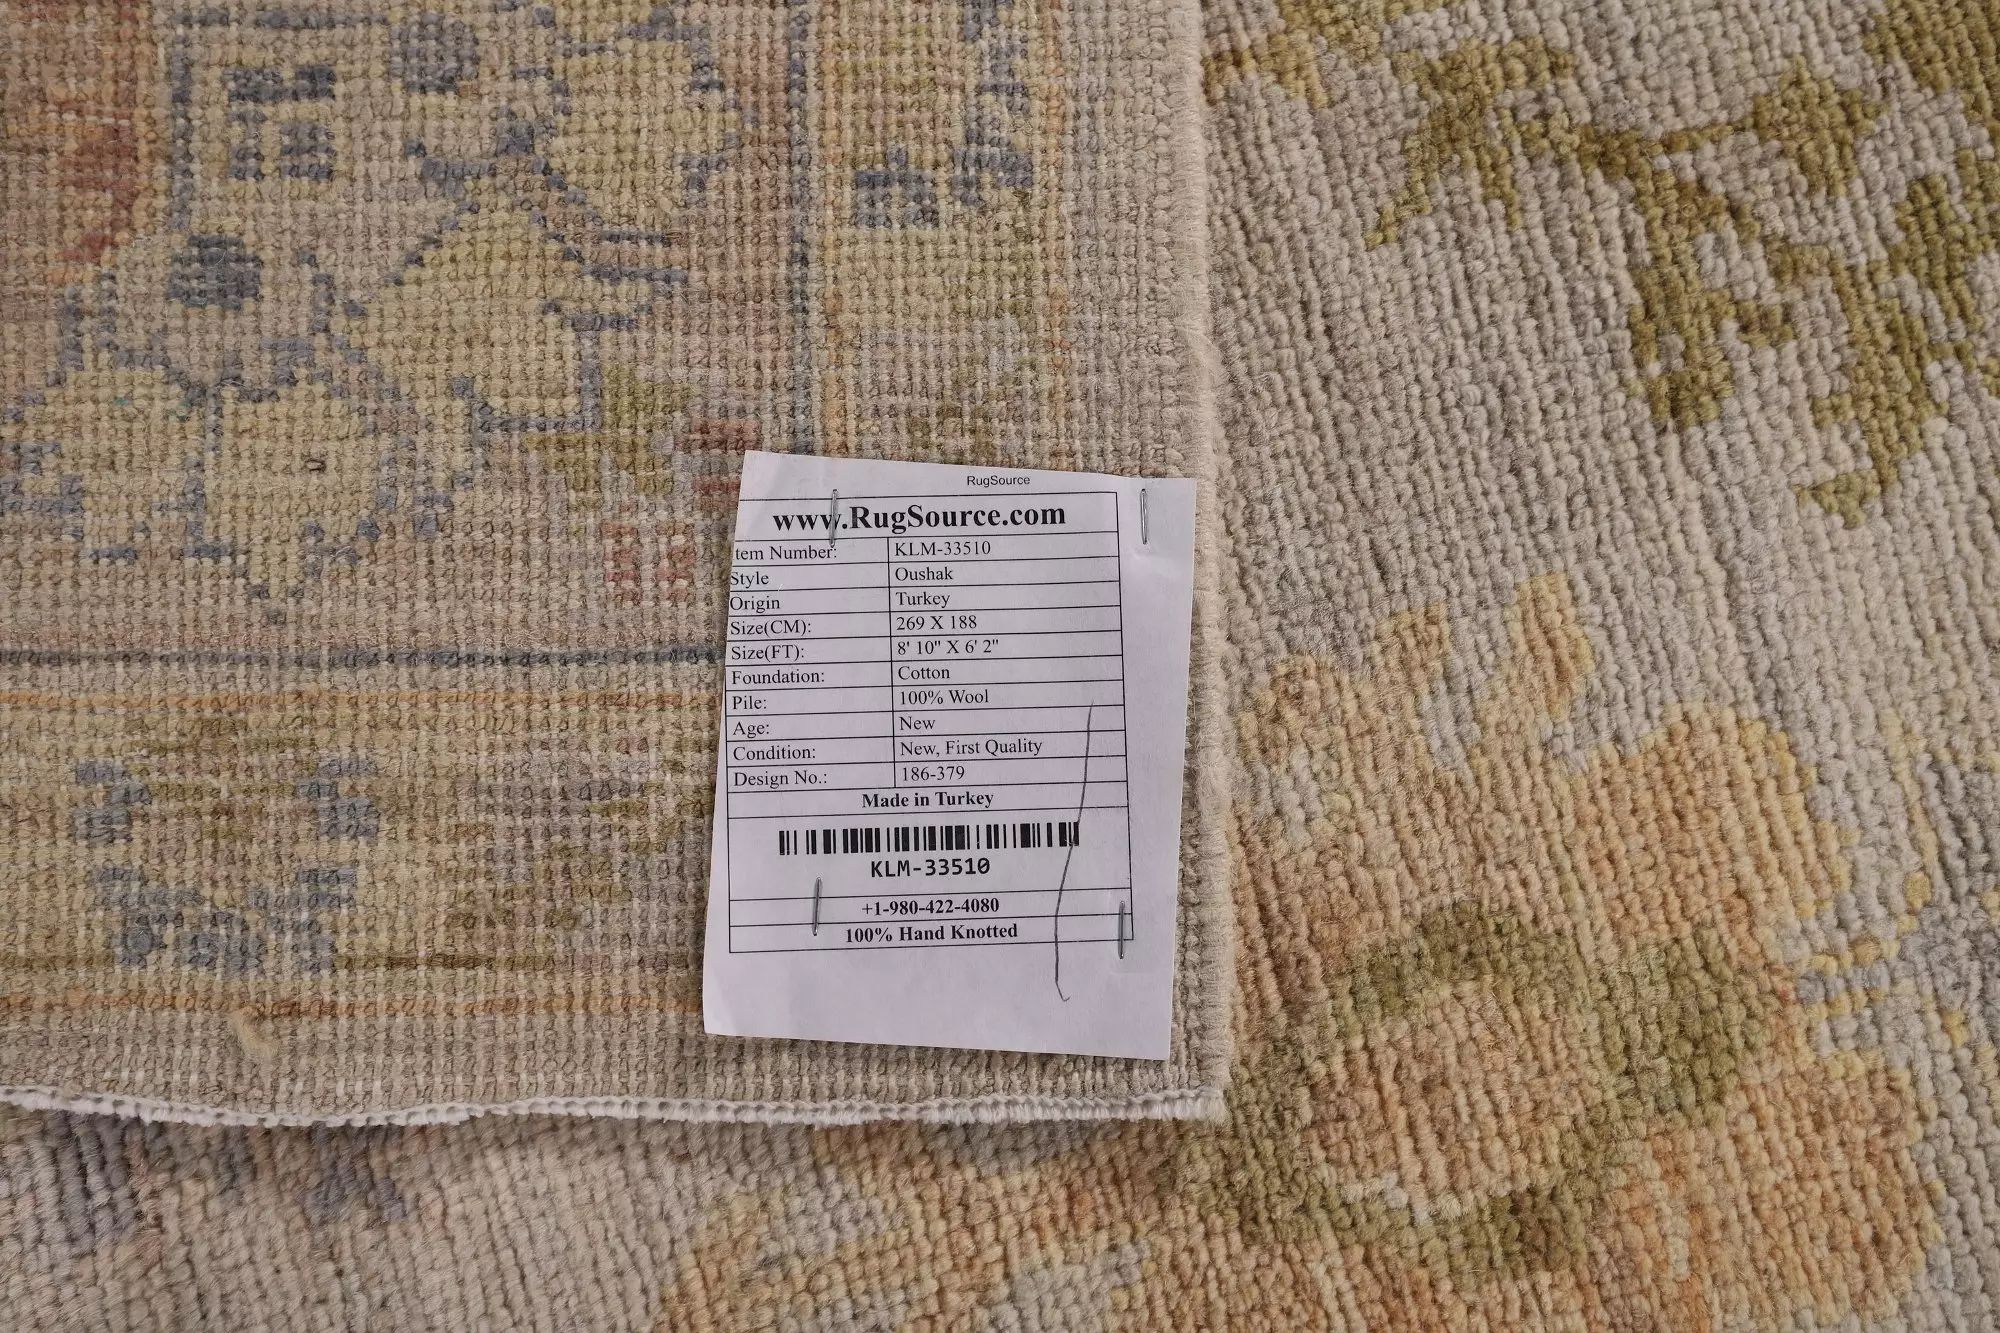 RugSource
www.RugSource.com
tem Number: KLM-33510
Style Oushak
Origin Turkey
Size(CM): 269 X 188
Size(FT): 8' 10" X 6' 2"
Foundation: Cotton
Pile: 100% Wool
Age: New
Condition: New, First Quality
Design No.: 186-379
Made in Turkey
KLM-33510
+1-980-422-4080
100% Hand Knotted